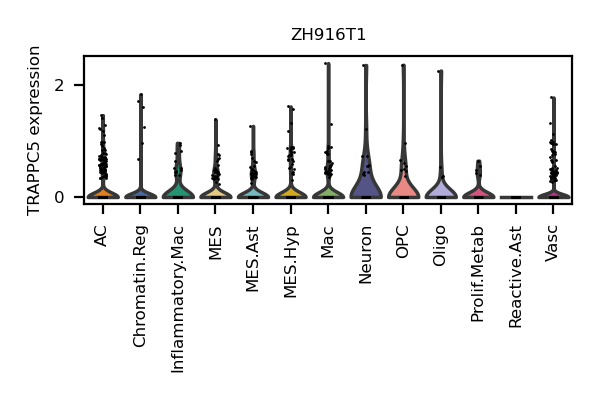 ZH916T1
TRAPPC5 expression
2
0
AC
Chromatin.Reg
Inflammatory.Mac
MES
MES.Ast
MES.Hyp
Mac
Neuron
OPC
Oligo
Prolif.Metab
Reactive.Ast
Vasc